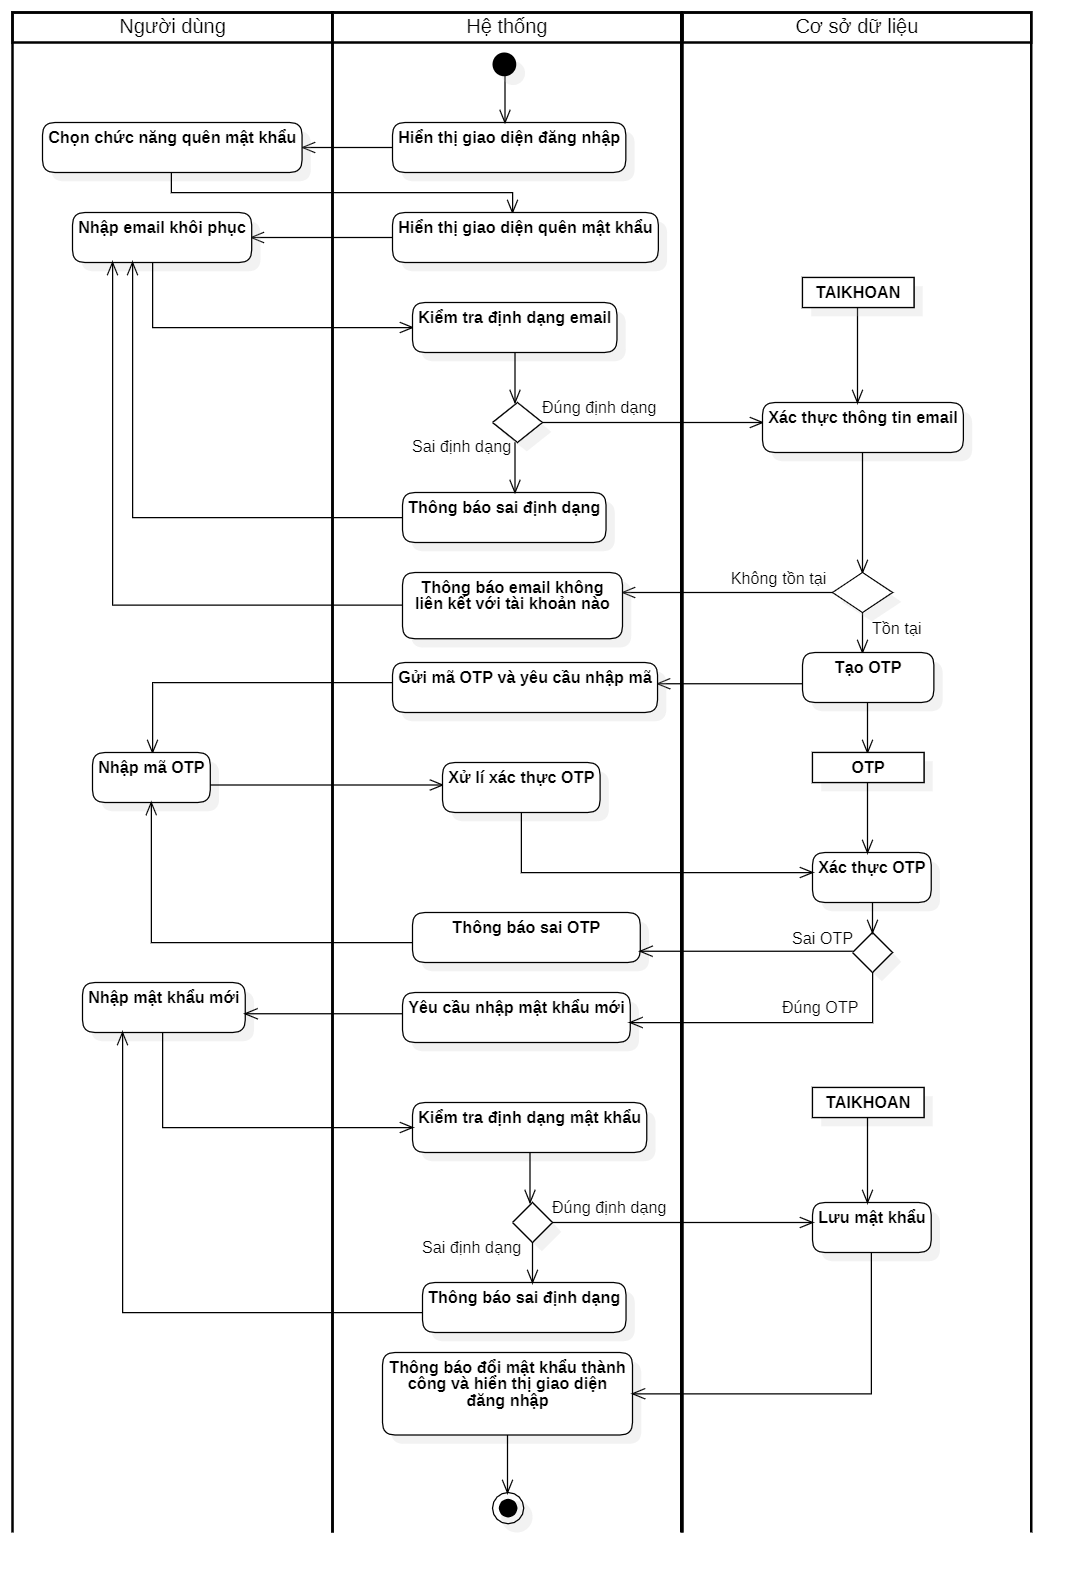 Người dùng
Hệ thống
Cơ sở dữ liệu
Chọn chức năng quên mật khẩu
Hiển thị giao diện đăng nhập
Nhập email khôi phục
Hiển thị giao diện quên mật khẩu
TAIKHOAN
Kiểm tra định dạng email
Đúng định dạng
Xác thực thông tin email
Sai định dạng
Thông báo sai định dạng
Không tồn tại
Thông báo email không
liên kết với tài khoản nào
Tồn tại
Gửi mã OTP và yêu cầu nhập mã
Tạo OTP
Nhập mã OTP
Xử lí xác thực OTP
OTP
Xác thực OTP
Thông báo sai OTP
Sai OTP
Nhập mật khẩu mới
Yêu cầu nhập mật khẩu mới
Đúng OTP
TAIKHOAN
Kiểm tra định dạng mật khẩu
Đúng định dạng
Lưu mật khẩu
Sai định dạng
Thông báo sai định dạng
Thông báo đổi mật khẩu thành
công và hiển thị giao diện
đăng nhập